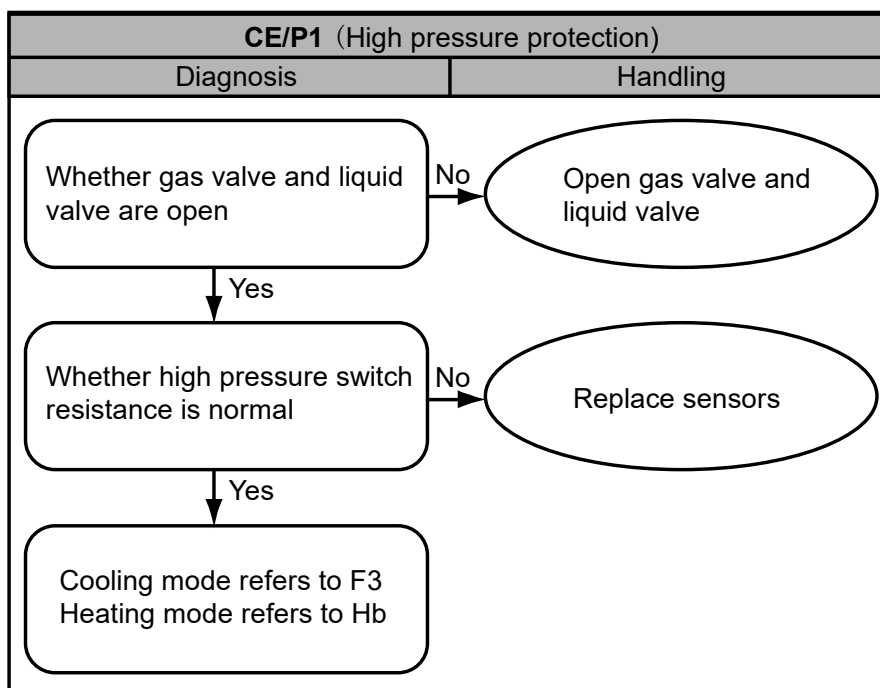 CE/P1（High pressure protection)
Diagnosis
Handling
Whether gas valve and liquid
valve are open
No
Open gas valve and
liquid valve
Yes
Whether high pressure switch
resistance is normal
No
Replace sensors
Yes
Cooling mode refers to F3
Heating mode refers to Hb